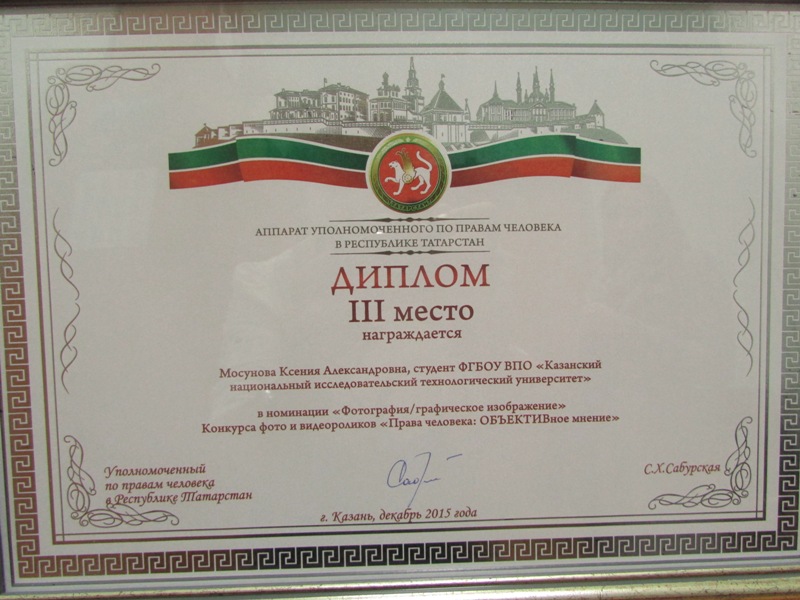 АППАРАТ УПОЛНОМОЧЕННОГО ПО ПРАВАМ ЧЕЛОВЕКА
В РЕСПУБЛИКЕ ТАТАРСТАН
ДИПЛОМ
III место
награждается
Мосунова Ксения Александровна, студент ФГБОУ ВПО «Казанский
национальный исследовательский технологический университет»
в номинации «Фотография/графическое изображение»
Конкурса фото и видеороликов «Права человека: ОБЪЕКТИВное мнение»
Уполномоченный
по правам человека
в Республике Татарстан
С.Х.Сабурская
г. Казань, декабрь 2015 года